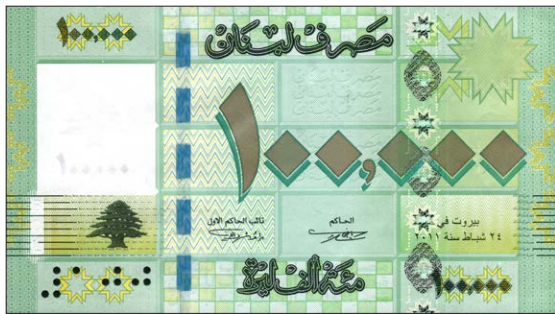 ١٠٠,٠٠٠
مصرف لبنان
١٠٠,٠٠٠
نائب الحاكم الاول
الحاكم
بيروت في
٢٤ شباط سنة ٢٠١١
مئة ألف ليرة
١٠٠,٠٠٠